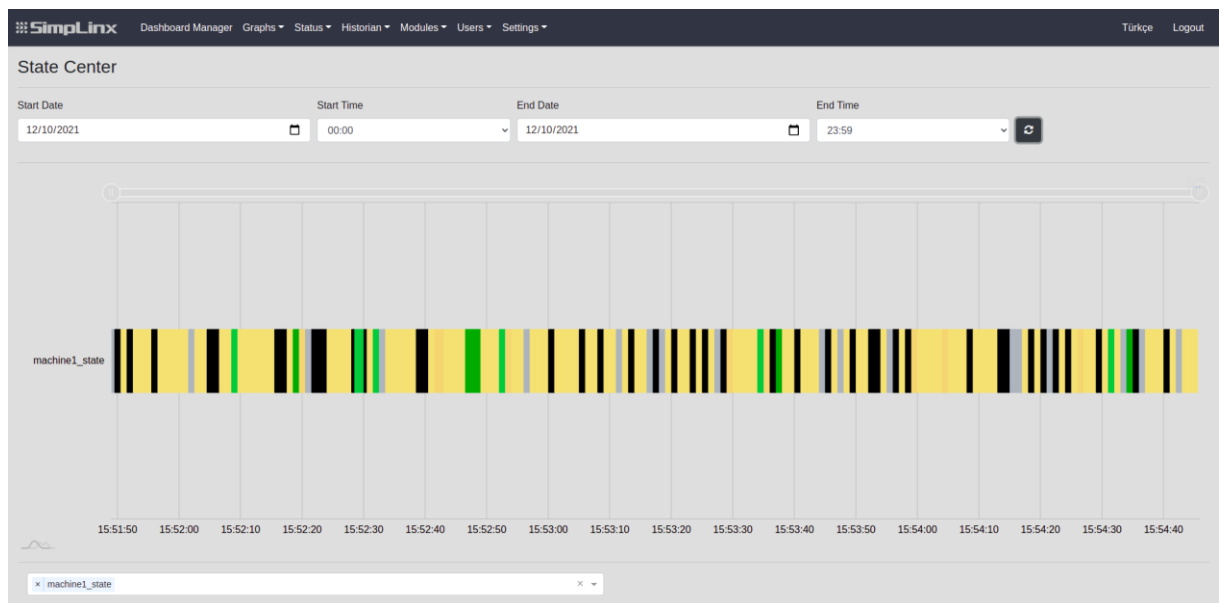 SimpLinx Dashboard Manager Graphs Status Historian Modules Users Settings Türkçe Logout
State Center
Start Date Start Time End Date End Time
12/10/2021 00:00 12/10/2021 23:59
machine1_state
15:51:50 15:52:00 15:52:10 15:52:20 15:52:30 15:52:40 15:52:50 15:53:00 15:53:10 15:53:20 15:53:30 15:53:40 15:53:50 15:54:00 15:54:10 15:54:20 15:54:30 15:54:40
× machine1_state ×